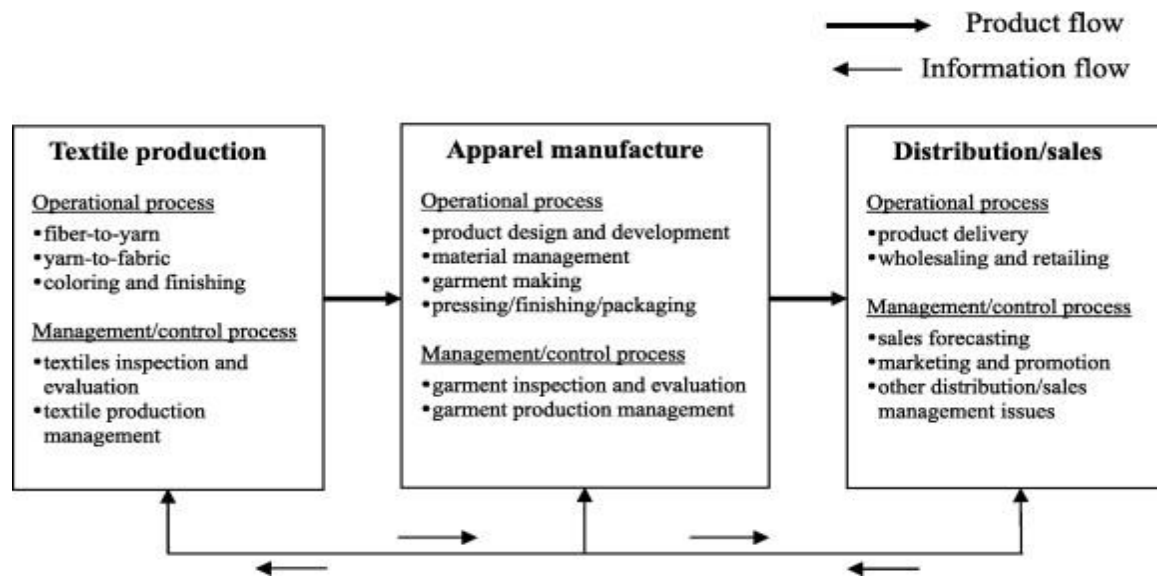 Product flow
Information flow
Textile production
Operational process
•fiber-to-yarn
•yarn-to-fabric
•coloring and finishing
Management/control process
•textiles inspection and
evaluation
•textile production
management
Apparel manufacture
Operational process
•product design and development
•material management
•garment making
•pressing/finishing/packaging
Management/control process
•garment inspection and evaluation
•garment production management
Distribution/sales
Operational process
•product delivery
•wholesaling and retailing
Management/control process
•sales forecasting
•marketing and promotion
•other distribution/sales
management issues